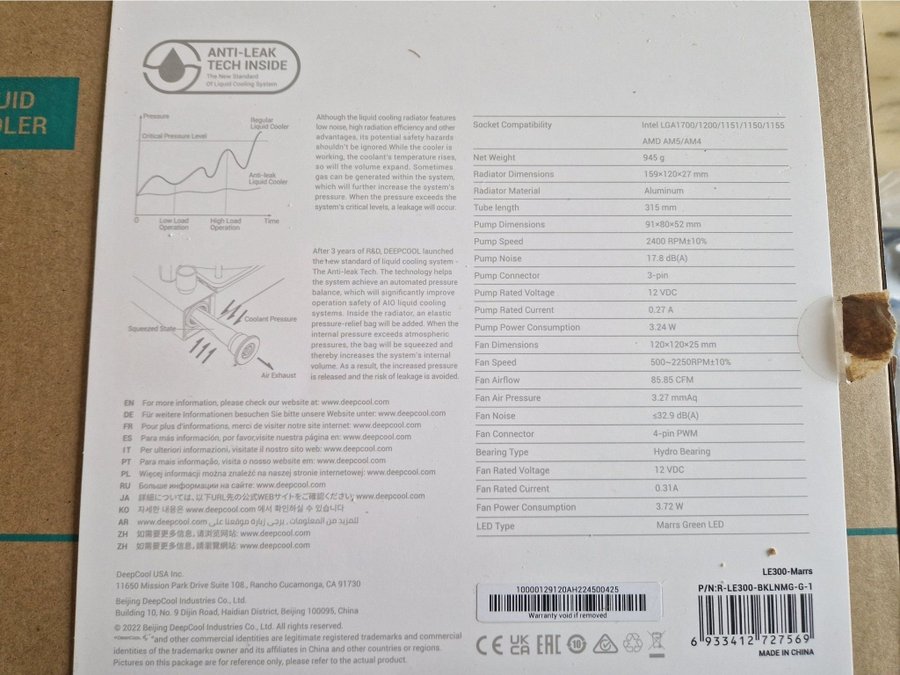 UID
LER
ANTI-LEAK
TECH INSIDE
The New Standard
Of Liquid Cooling System
Pressure
Regular
Liquid Cooler
Critical Pressure Level
Anti-leak
Liquid Cooler
0
Low Load
Operation
High Load
Operation
Time
Although the liquid cooling radiator features
low noise, high radiation efficiency and other
advantages, its potential safety hazards
shouldn't be ignored.While the cooler is
working, the coolant's temperature rises,
so will the volume expand. Sometimes
gas can be generated within the system,
which will further increase the system's
pressure. When the pressure exceeds the
system's critical levels, a leakage will occur.
After 3 years of R&D, DEEPCOOL launched
the new standard of liquid cooling system -
The Anti-leak Tech. The technology helps
the system achieve an automated pressure
balance, which will significantly improve
operation safety of AIO liquid cooling
systems. Inside the radiator, an elastic
pressure-relief bag will be added. When the
internal pressure exceeds atmospheric
pressures, the bag will be squeezed and
thereby increases the system's internal
volume. As a result, the increased pressure
is released and the risk of leakage is avoided.
Squeezed State
Coolant Pressure
Air Exhaust
EN For more information, please check our website at: www.deepcool.com
DE Für weitere Informationen besuchen Sie bitte unsere Website unter: www.deepcool.com
FR Pour plus d'informations, merci de visiter notre site internet: www.deepcool.com
ES Para más información, por favor,visite nuestra página en: www.deepcool.com
IT Per ulteriori informazioni, visitate il nostro sito web: www.deepcool.com
PT Para mais informação, visita o nosso website em: www.deepcool.com
PL Więcej informacji można znaleźć na naszej stronie internetowej: www.deepcool.com
RU Больше информации на сайте: www.deepcool.com
JA 詳細については、以下URL先の公式WEBサイトをご確認ください。www.deepcool.com
KO 자세한 내용은 www.deepcool.com 에서 확인하실 수 있습니다
AR للمزيد من المعلومات , يرجى زيارة موقعنا على www.deepcool.com
ZH 如需要更多信息, 请浏览网站: www.deepcool.com
ZH 如需要更多信息, 請瀏覽網站: www.deepcool.com
DeepCool USA Inc.
11650 Mission Park Drive Suite 108., Rancho Cucamonga, CA 91730
Beijing DeepCool Industries Co., Ltd.
Building 10, No. 9 Dijin Road, Haidian District, Beijing 100095, China
© 2022 Beijing DeepCool Industries Co., Ltd. All rights reserved.
"and other commercial identities are legitimate registered trademarks and commercial
identities of the trademarks owner and its affiliates in China and other countries or regions.
Pictures on this package are for reference only, please refer to the actual product.
Socket Compatibility Intel LGA1700/1200/1151/1150/1155
AMD AM5/AM4
Net Weight 945 g
Radiator Dimensions 159×120×27 mm
Radiator Material Aluminum
Tube length 315 mm
Pump Dimensions 91×80×52 mm
Pump Speed 2400 RPM±10%
Pump Noise 17.8 dB(A)
Pump Connector 3-pin
Pump Rated Voltage 12 VDC
Pump Rated Current 0.27 A
Pump Power Consumption 3.24 W
Fan Dimensions 120×120×25 mm
Fan Speed 500~2250RPM±10%
Fan Airflow 85.85 CFM
Fan Air Pressure 3.27 mmAq
Fan Noise ≤32.9 dB(A)
Fan Connector 4-pin PWM
Bearing Type Hydro Bearing
Fan Rated Voltage 12 VDC
Fan Rated Current 0.31A
Fan Power Consumption 3.72 W
LED Type Marrs Green LED
10000129120AH224500425
Warranty void if removed
CE UK CA EAC 10
LE300-Marrs
P/N:R-LE300-BKLNMG-G-1
6 933412 727569
MADE IN CHINA